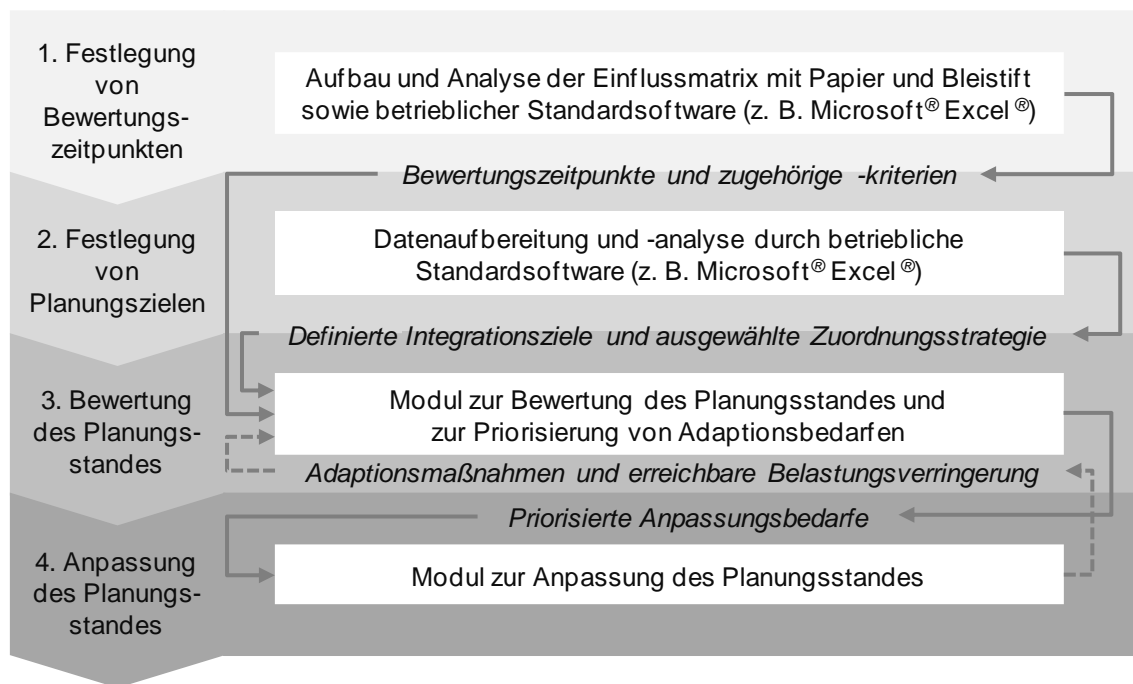 1. Festlegung
von
Bewertungs-
zeitpunkten
Aufbau und Analyse der Einflussmatrix mit Papier und Bleistift
sowie betrieblicher Standardsoftware (z. B. Microsoft® Excel®)
Bewertungszeitpunkte und zugehörige -kriterien
2. Festlegung
von
Planungszielen
Datenaufbereitung und -analyse durch betriebliche
Standardsoftware (z. B. Microsoft® Excel®)
Definierte Integrationsziele und ausgewählte Zuordnungsstrategie
3. Bewertung
des Planungs-
standes
Modul zur Bewertung des Planungsstandes und
zur Priorisierung von Adaptionsbedarfen
Adaptionsmaßnahmen und erreichbare Belastungsverringerung
Priorisierte Anpassungsbedarfe
4. Anpassung
des Planungs-
standes
Modul zur Anpassung des Planungsstandes